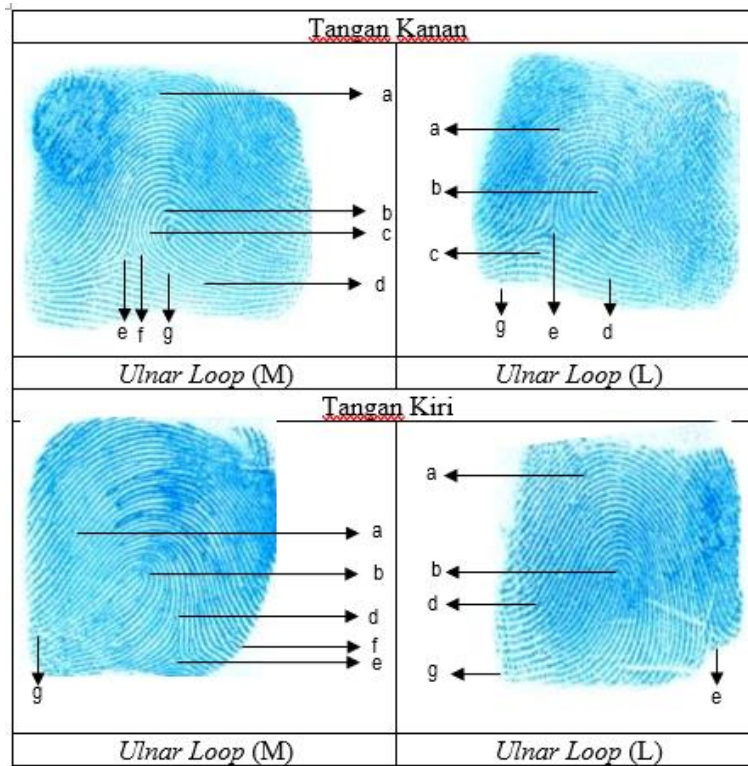 Tangan Kanan
a
b
c
d
e f g
a
b
c
g e d
Ulnar Loop (M)
Ulnar Loop (L)
Tangan Kiri
a
b
d
f
e
g
a
b
d
g
e
Ulnar Loop (M)
Ulnar Loop (L)